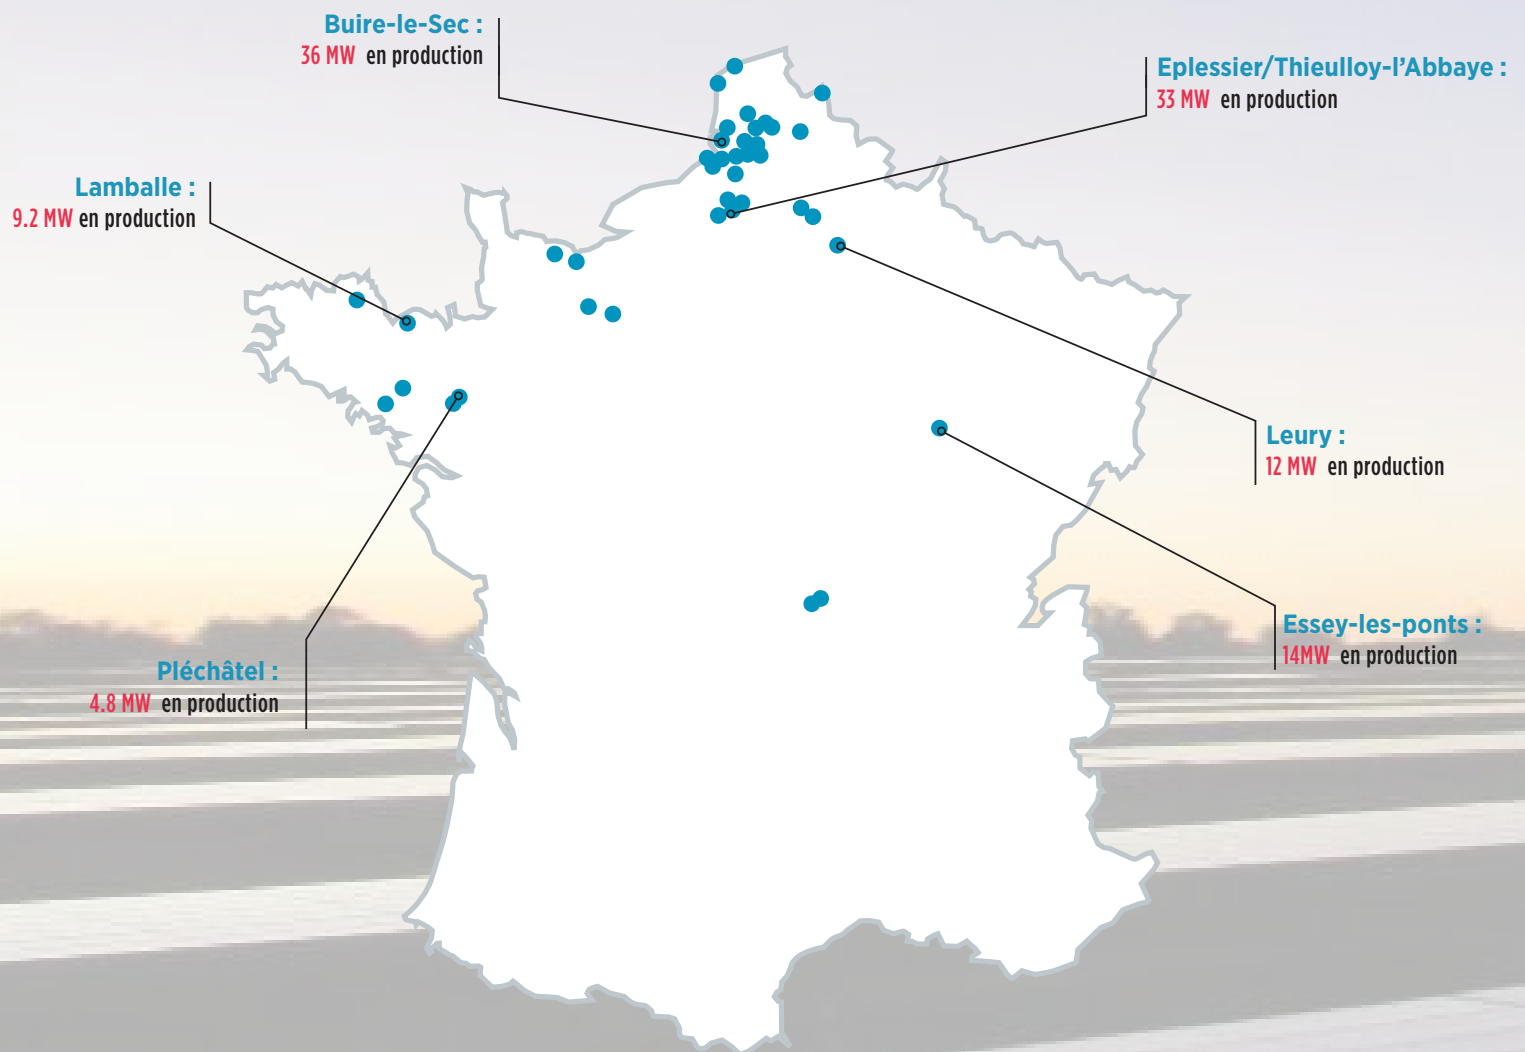 Buire-le-Sec :
36 MW en production
Eplessier/Thieulloy-l'Abbaye :
33 MW en production
Lamballe :
9.2 MW en production
Leury :
12 MW en production
Essey-les-ponts :
14MW en production
Pléchâtel :
4.8 MW en production